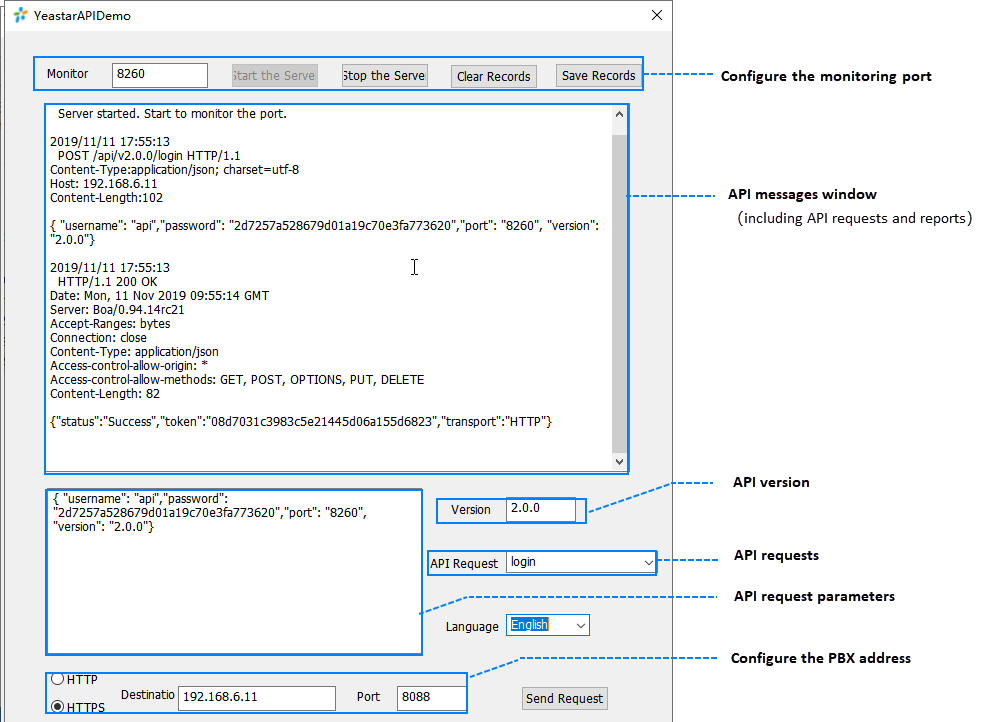 YeastarAPIDemo
Monitor 8260 Start the Serve Stop the Serve Clear Records Save Records
Configure the monitoring port
Server started. Start to monitor the port.
2019/11/11 17:55:13
POST /api/v2.0.0/login HTTP/1.1
Content-Type:application/json; charset=utf-8
Host: 192.168.6.11
Content-Length:102
{ "username": "api","password": "2d7257a528679d01a19c70e3fa773620","port": "8260", "version":
"2.0.0"}
2019/11/11 17:55:13
HTTP/1.1 200 OK
Date: Mon, 11 Nov 2019 09:55:14 GMT
Server: Boa/0.94.14rc21
Accept-Ranges: bytes
Connection: close
Content-Type: application/json
Access-control-allow-origin: *
Access-control-allow-methods: GET, POST, OPTIONS, PUT, DELETE
Content-Length: 82
{"status":"Success","token":"08d7031c3983c5e21445d06a155d6823","transport":"HTTP"}
API messages window
(including API requests and reports)
{ "username": "api","password":
"2d7257a528679d01a19c70e3fa773620","port": "8260",
"version": "2.0.0"}
Version 2.0.0
API version
API Request login
API requests
API request parameters
Language English
Configure the PBX address
HTTP
HTTPS
Destinatio 192.168.6.11 Port 8088
Send Request